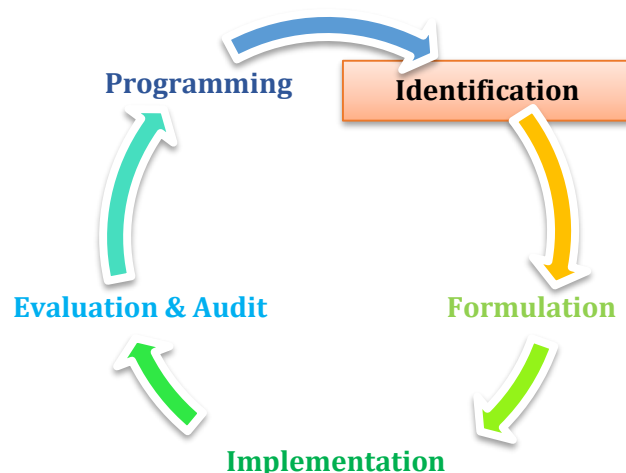 Programming
Identification
Evaluation & Audit
Formulation
Implementation